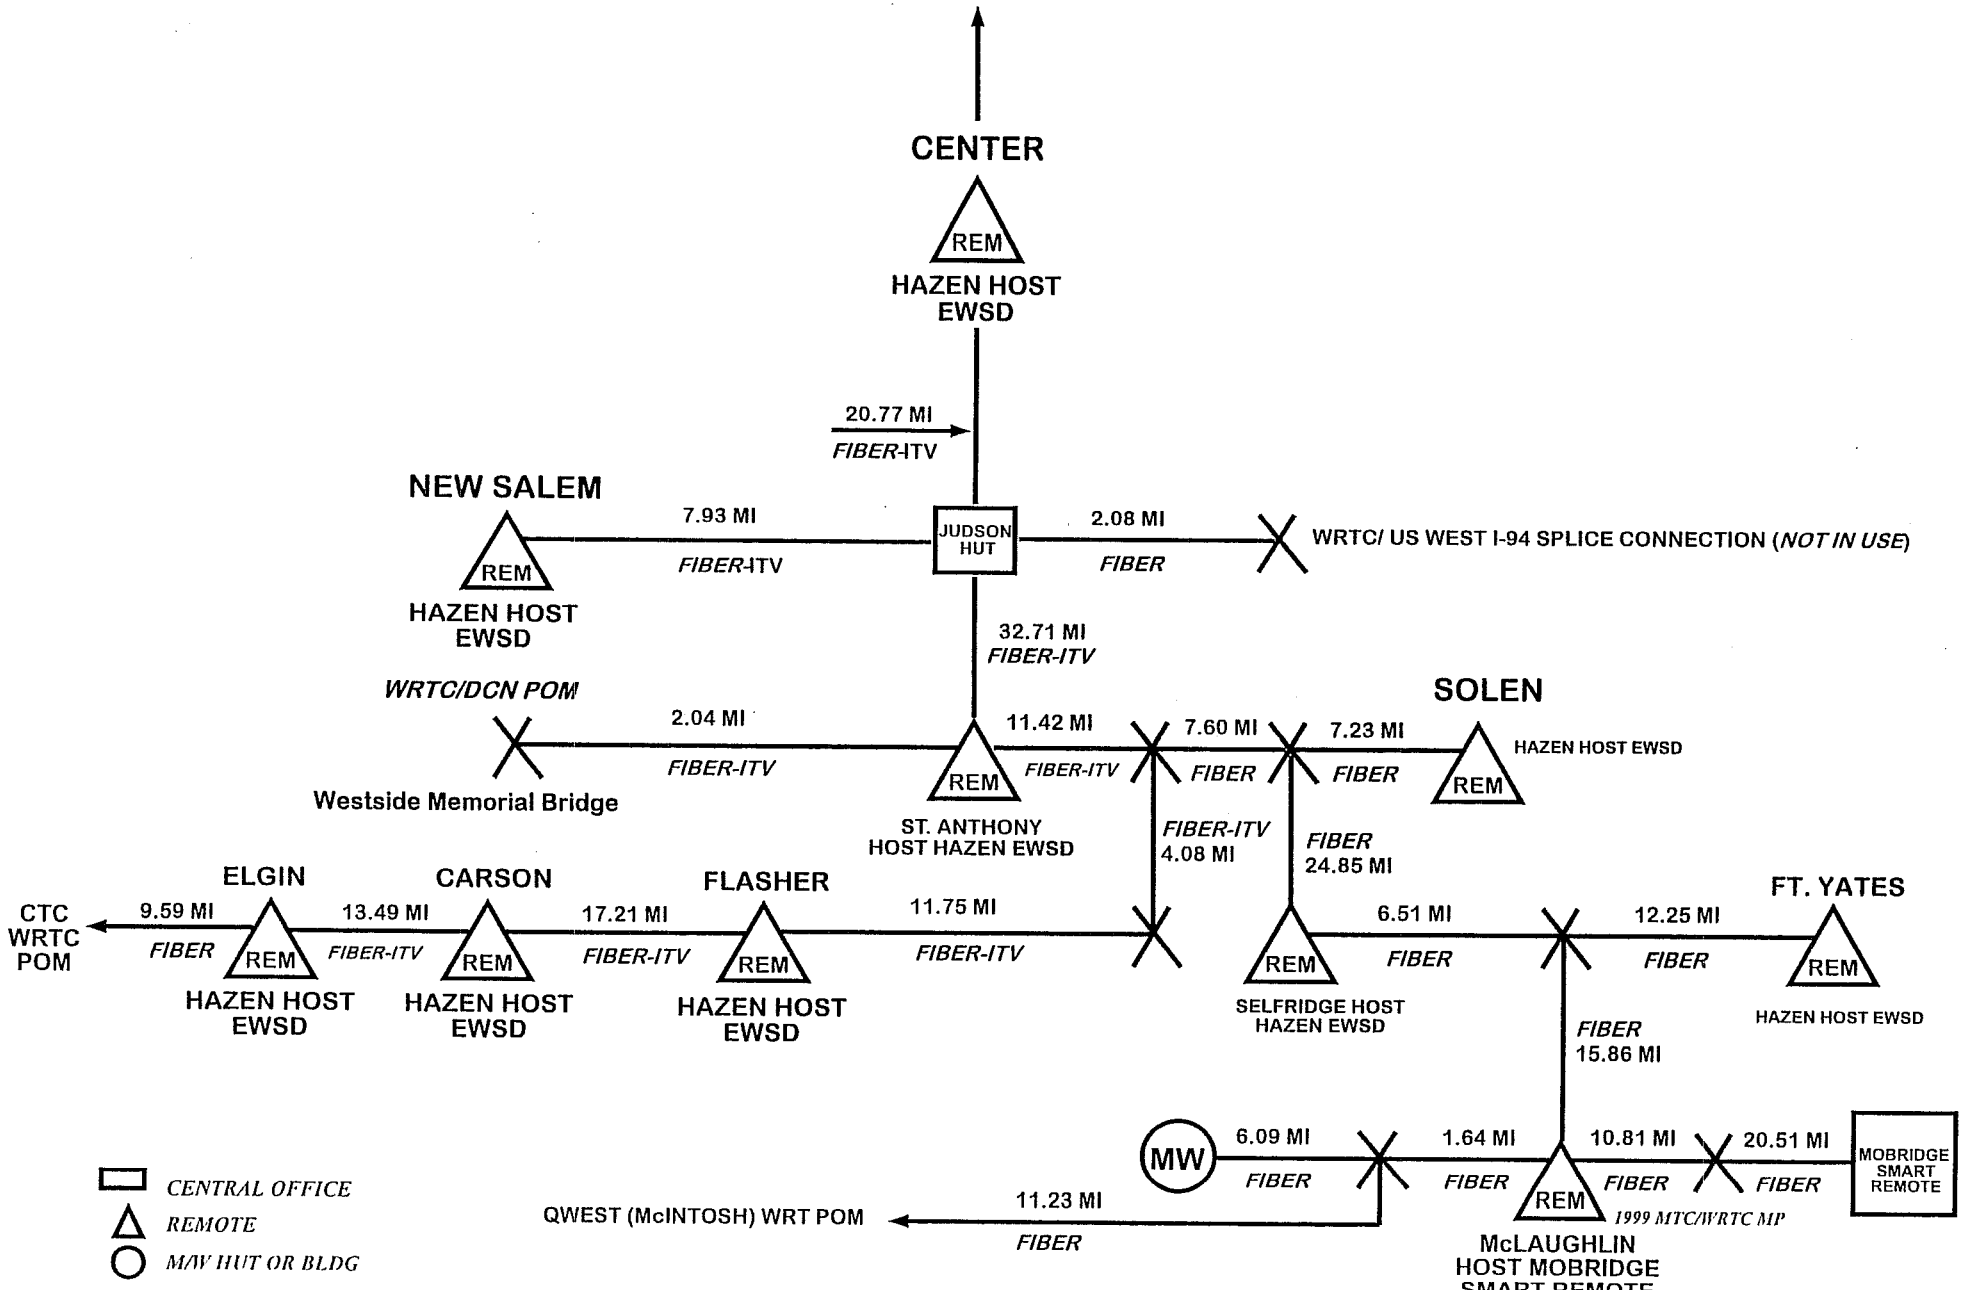 CENTER
REM
HAZEN HOST
EWSD
20.77 MI
FIBER-ITV
NEW SALEM
REM
HAZEN HOST
EWSD
7.93 MI
FIBER-ITV
JUDSON
HUT
2.08 MI
FIBER
WRTC/ US WEST I-94 SPLICE CONNECTION (NOT IN USE)
32.71 MI
FIBER-ITV
WRTC/DCN POM
Westside Memorial Bridge
2.04 MI
FIBER-ITV
REM
ST. ANTHONY
HOST HAZEN EWSD
11.42 MI
FIBER-ITV
7.60 MI
FIBER
7.23 MI
FIBER
SOLEN
REM
HAZEN HOST EWSD
FIBER-ITV
4.08 MI
FIBER
24.85 MI
CTC
WRTC
POM
9.59 MI
FIBER
ELGIN
REM
HAZEN HOST
EWSD
13.49 MI
FIBER-ITV
CARSON
REM
HAZEN HOST
EWSD
17.21 MI
FIBER-ITV
FLASHER
REM
HAZEN HOST
EWSD
11.75 MI
FIBER-ITV
REM
SELFRIDGE HOST
HAZEN EWSD
6.51 MI
FIBER
12.25 MI
FIBER
FT. YATES
REM
HAZEN HOST EWSD
FIBER
15.86 MI
MW
6.09 MI
FIBER
1.64 MI
FIBER
REM
10.81 MI
FIBER
20.51 MI
FIBER
MOBRIDGE
SMART
REMOTE
1999 MTC/WRTC MP
McLAUGHLIN
HOST MOBRIDGE
SMART REMOTE
QWEST (McINTOSH) WRT POM
11.23 MI
FIBER
CENTRAL OFFICE
REMOTE
M/W HUT OR BLDG